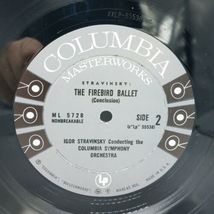 COLUMBIA
MASTERWORKS
STRAVINSKY:
THE FIREBIRD BALLET
(Conclusion)
ML 5728
NONBREAKABLE
SIDE 2
IGOR STRAVINSKY Conducting the
COLUMBIA SYMPHONY
ORCHESTRA
LP